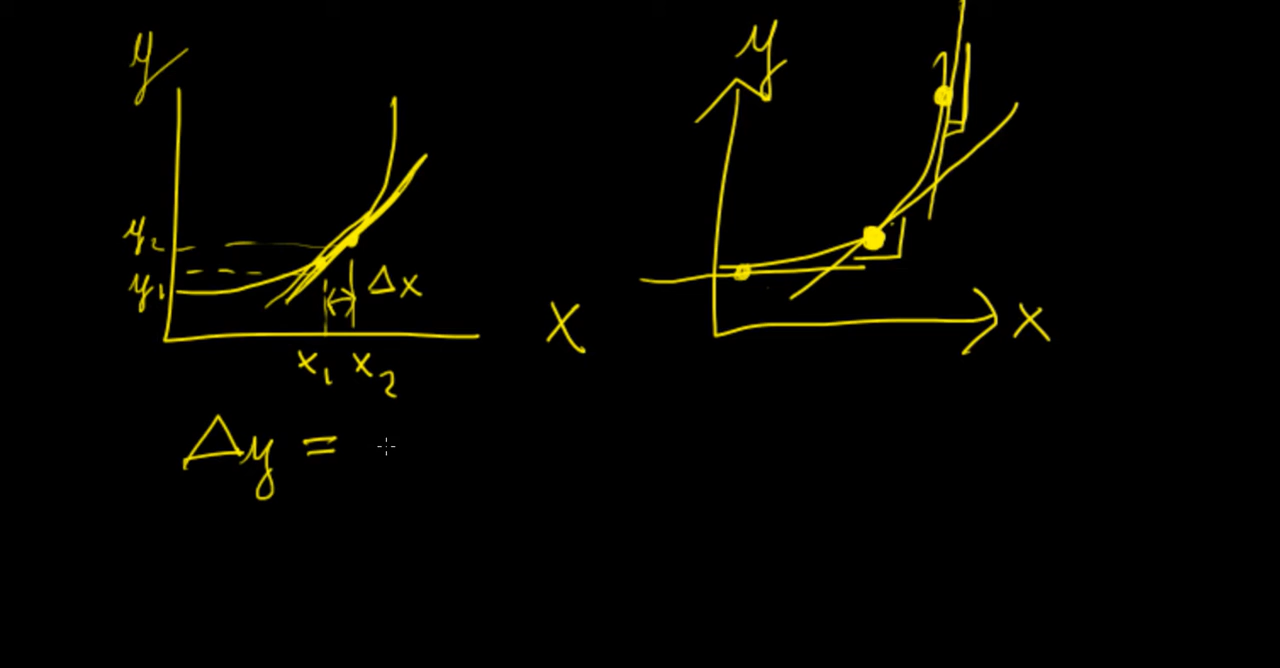 y
y
y₂
y₁
Δx
x
x
x₁ x₂
Δy =